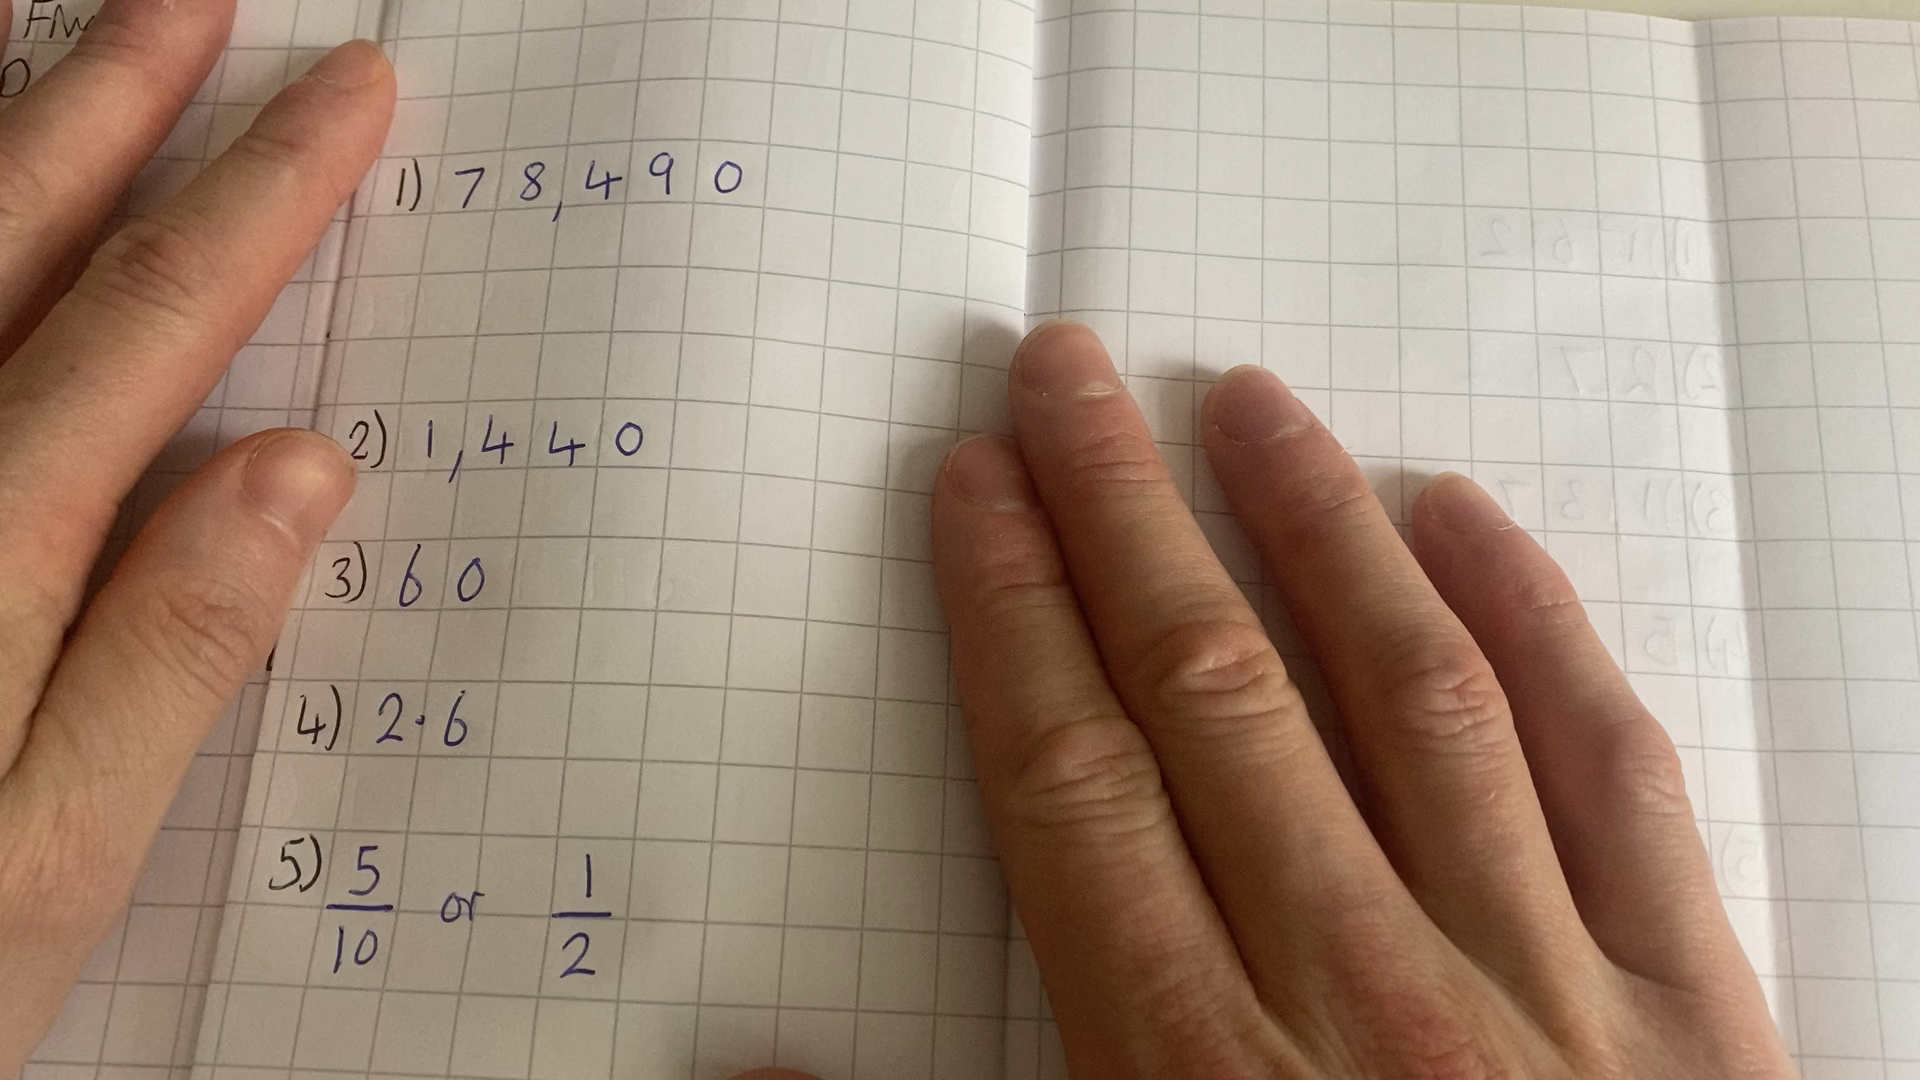 1) 78,490
2) 1,440
3) 60
4) 2.6
5) 5/10 or 1/2